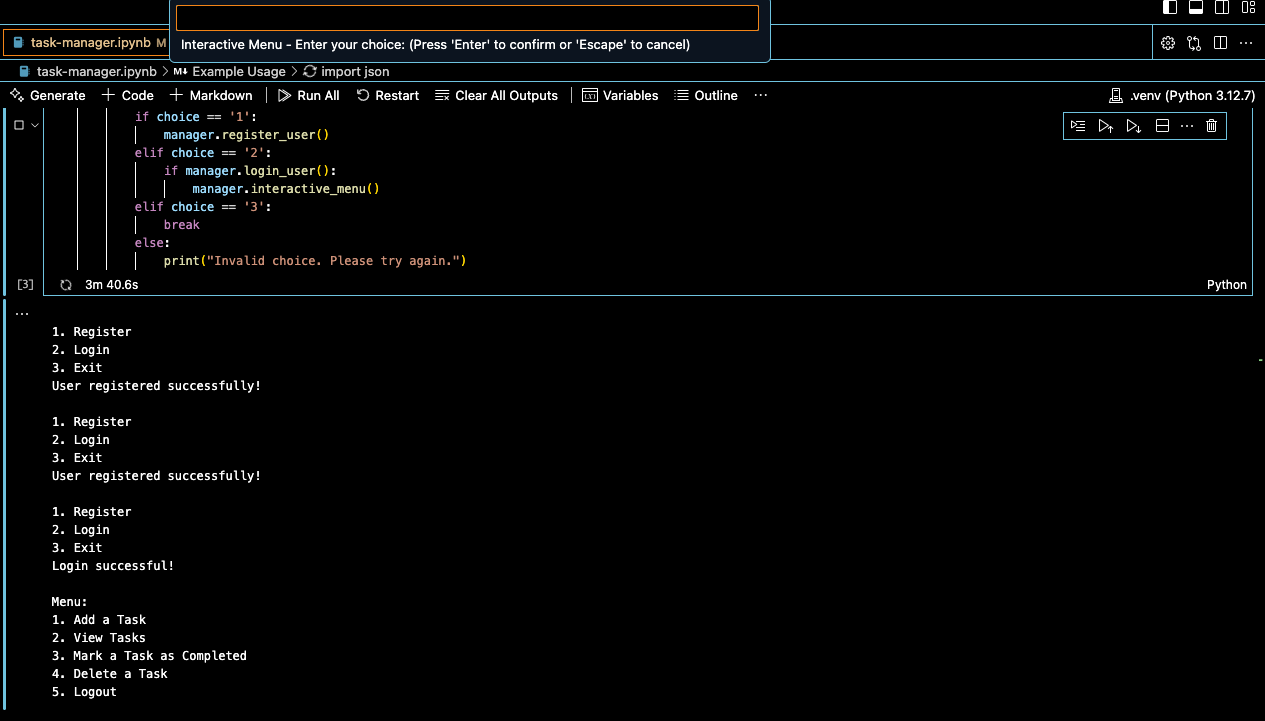 Interactive Menu - Enter your choice: (Press 'Enter' to confirm or 'Escape' to cancel)
task-manager.ipynb M
task-manager.ipynb > M↓ Example Usage > import json
Generate + Code + Markdown | Run All Restart Clear All Outputs | Variables Outline ... .venv (Python 3.12.7)
if choice == '1':
manager.register_user()
elif choice == '2':
if manager.login_user():
manager.interactive_menu()
elif choice == '3':
break
else:
print("Invalid choice. Please try again.")
[3] 3m 40.6s Python
...
1. Register
2. Login
3. Exit
User registered successfully!
1. Register
2. Login
3. Exit
User registered successfully!
1. Register
2. Login
3. Exit
Login successful!
Menu:
1. Add a Task
2. View Tasks
3. Mark a Task as Completed
4. Delete a Task
5. Logout